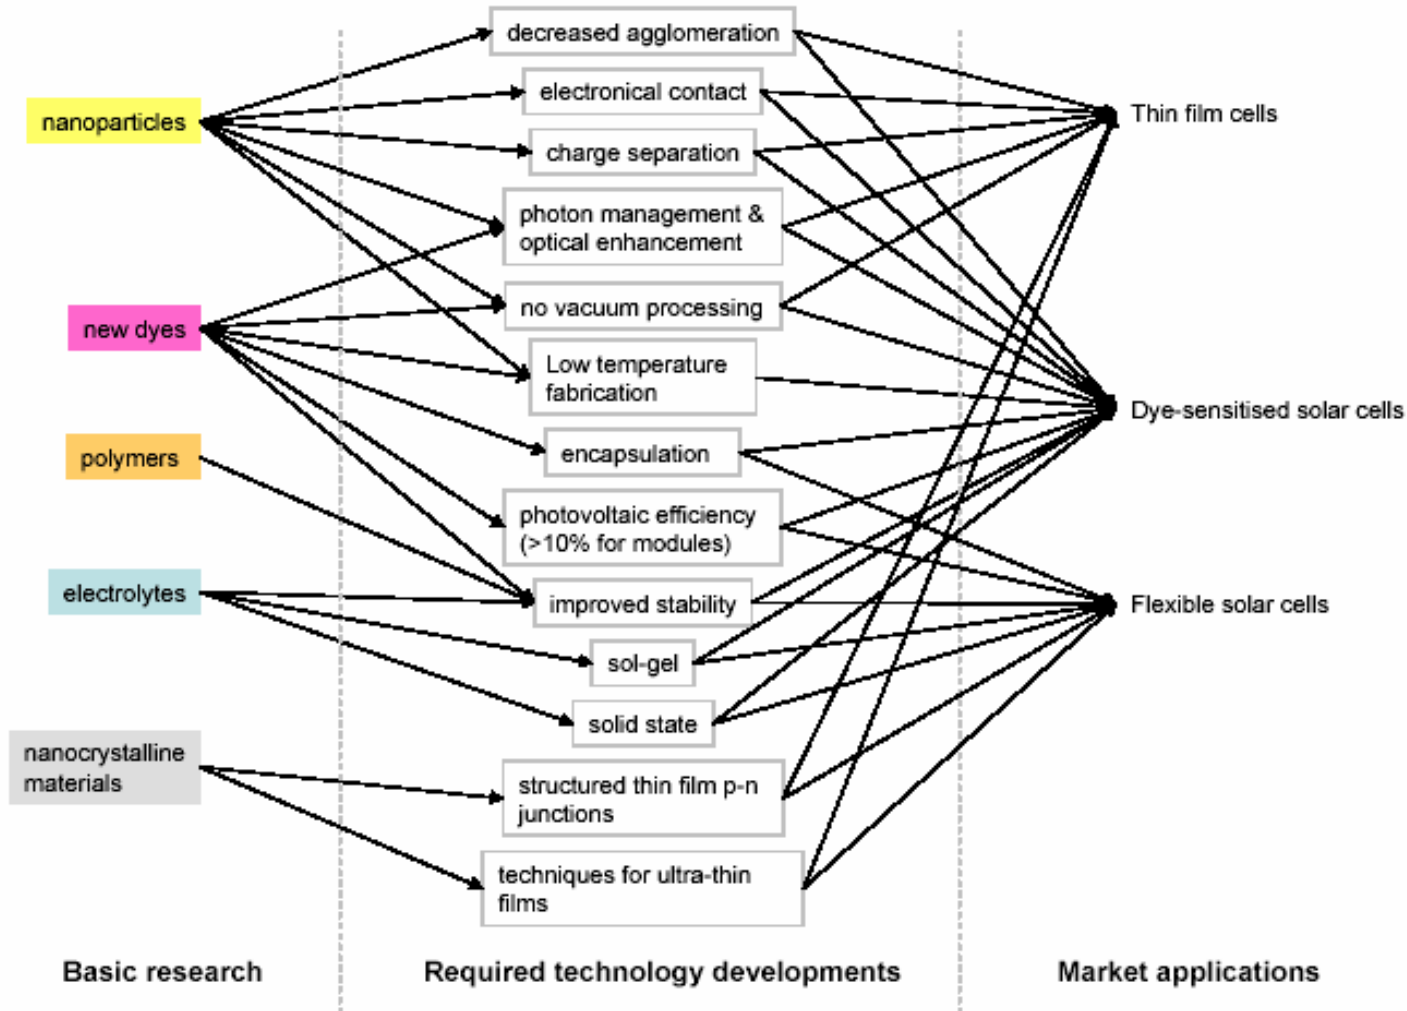 nanoparticles
new dyes
polymers
electrolytes
nanocrystalline
materials
Basic research
decreased agglomeration
electronical contact
charge separation
photon management &
optical enhancement
no vacuum processing
Low temperature
fabrication
encapsulation
photovoltaic efficiency
(>10% for modules)
improved stability
sol-gel
solid state
structured thin film p-n
junctions
techniques for ultra-thin
films
Required technology developments
Thin film cells
Dye-sensitised solar cells
Flexible solar cells
Market applications